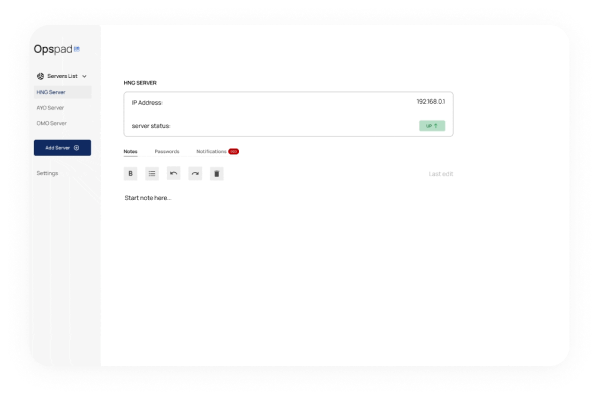 Opspad
Servers List
HNG Server
AYO Server
OMO Server
Add Server
Settings
HNG SERVER
IP Address: 192.168.0.1
server status: UP
Notes Passwords Notifications
B
Last edit
Start note here...